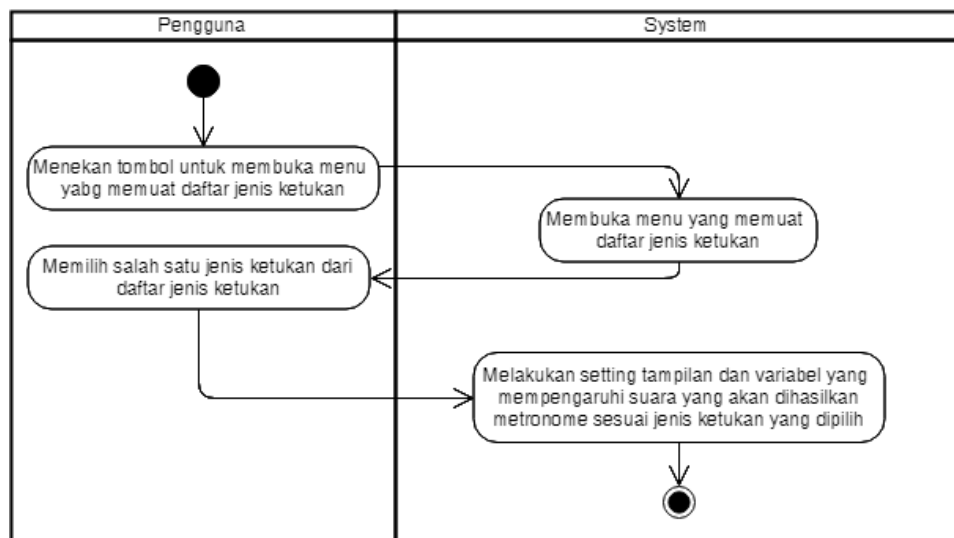 Pengguna
System
Menekan tombol untuk membuka menu
yabg memuat daftar jenis ketukan
Membuka menu yang memuat
daftar jenis ketukan
Memilih salah satu jenis ketukan dari
daftar jenis ketukan
Melakukan setting tampilan dan variabel yang
mempengaruhi suara yang akan dihasilkan
metronome sesuai jenis ketukan yang dipilih